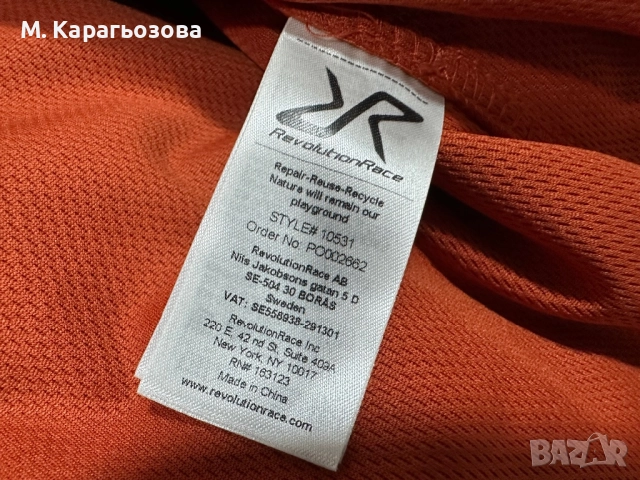 М. Карагьозова
RevolutionRace
Repair-Reuse-Recycle
Nature will remain our
playground
STYLE# 10531
Order No: PO002662
RevolutionRace AB
Nils Jakobsons gatan 5 D
SE-504 30 BORÅS
Sweden
VAT: SE556938-291301
RevolutionRace Inc
220 E. 42 nd St. Suite 409A
New York, NY 10017
RN# 163123
Made in China
www.revolutionrace.com
BAZAR